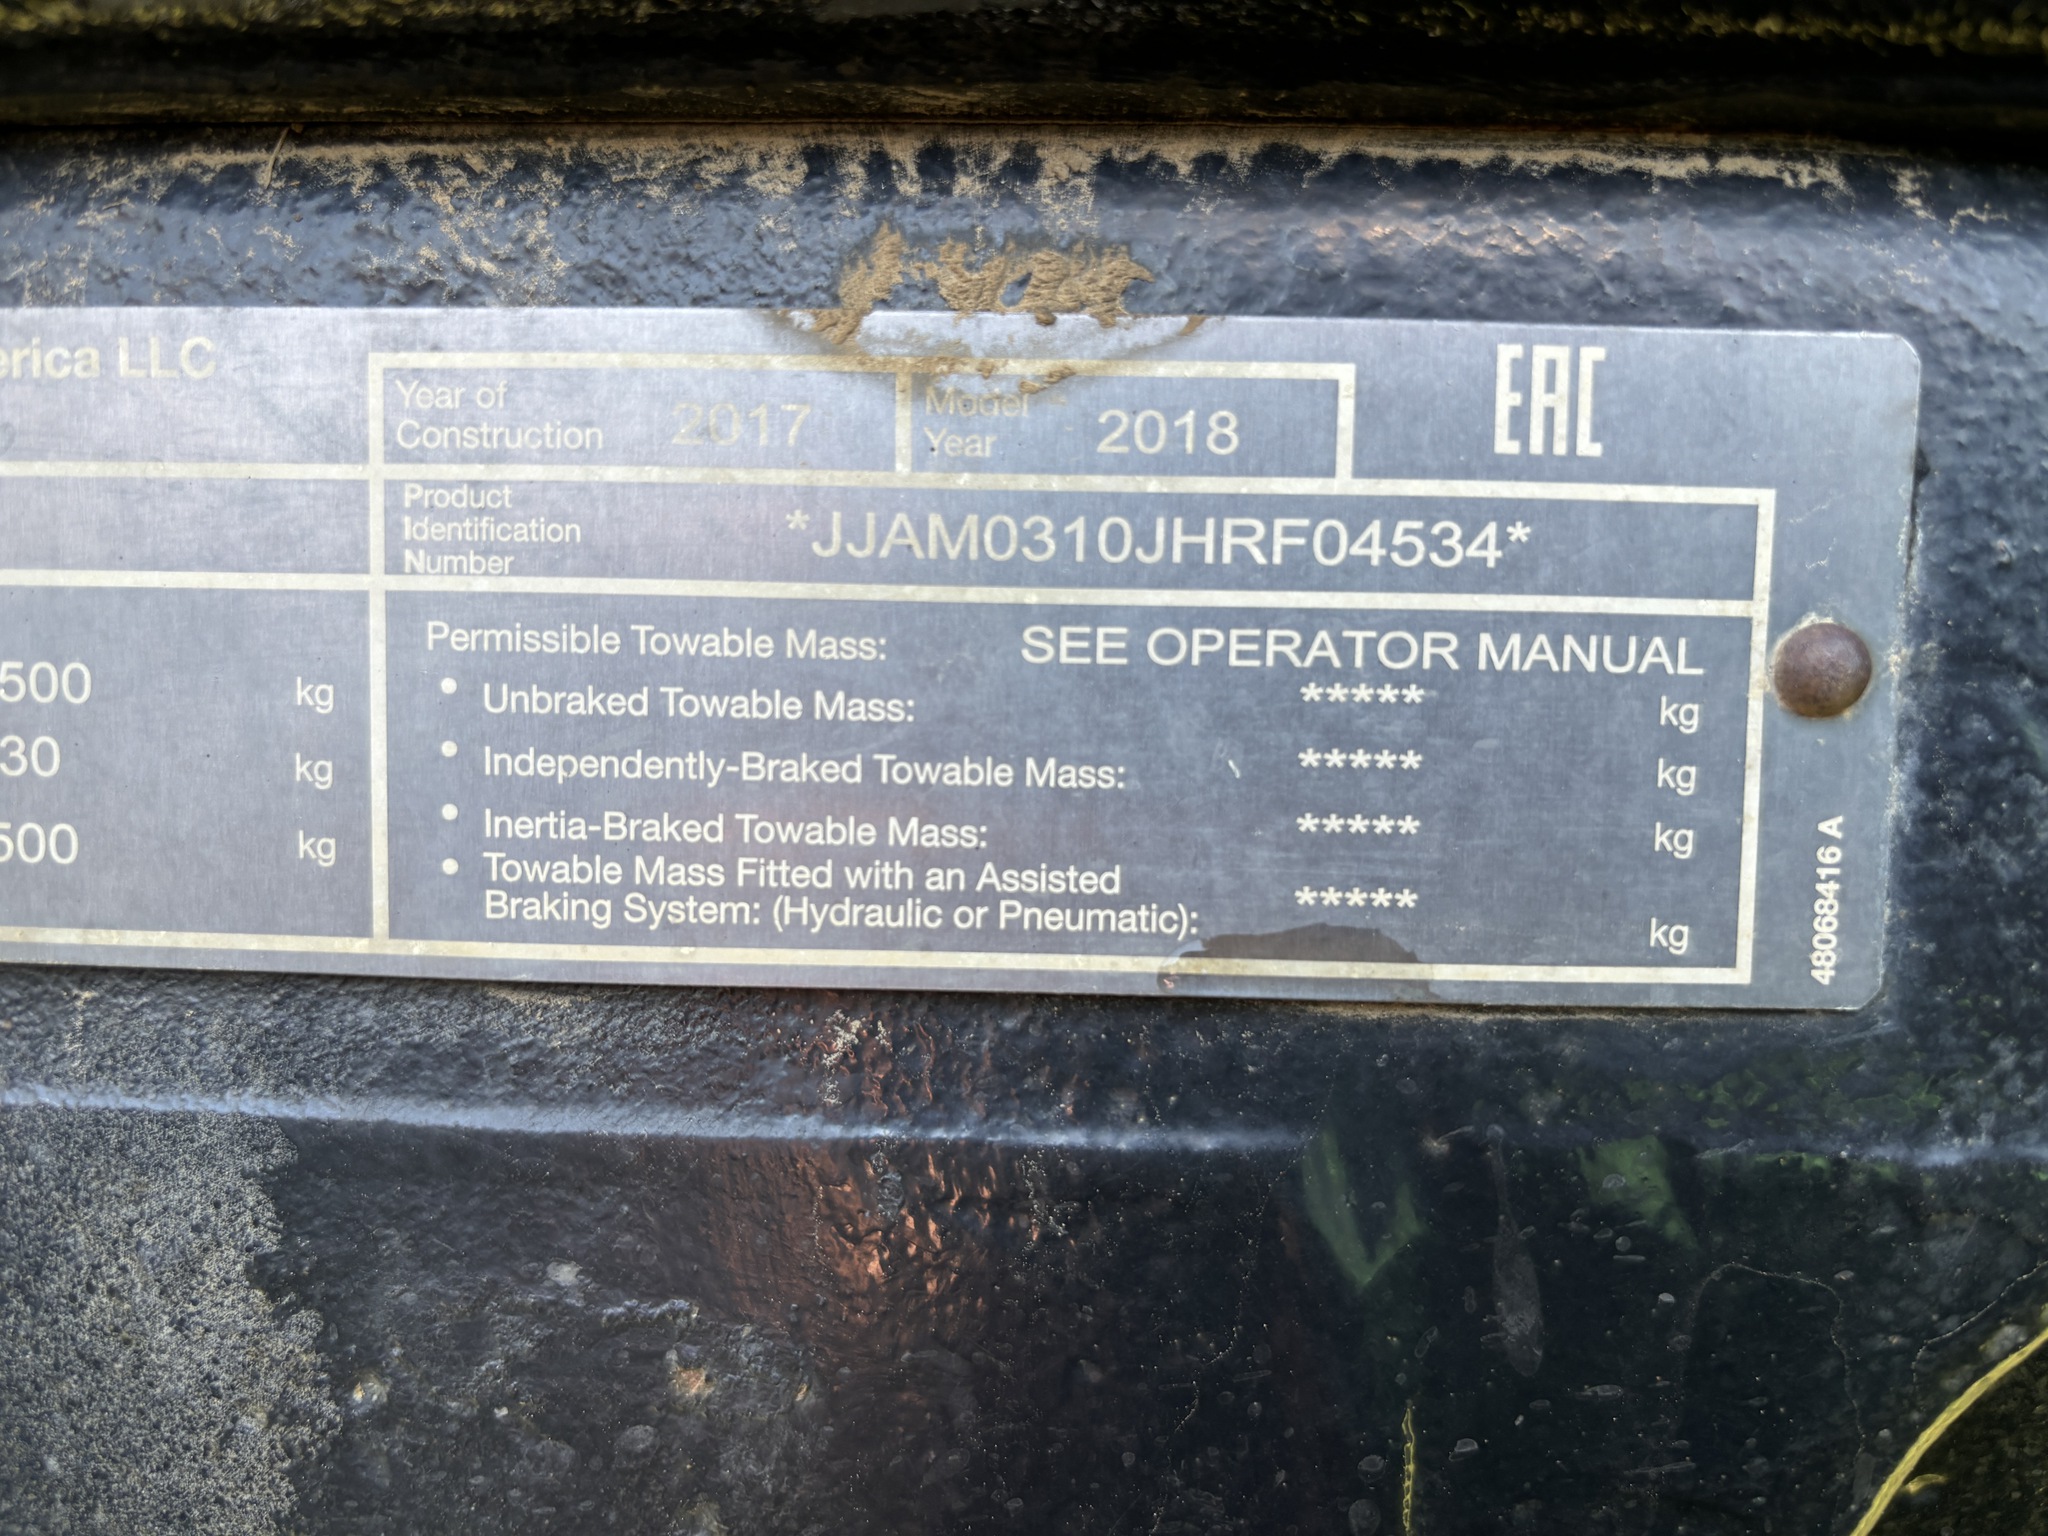 erica LLC
Year of
Construction 2017
Model
Year 2018
EAC
Product
Identification
Number
*JJAM0310JHRF04534*
500 kg
30 kg
500 kg
Permissible Towable Mass: SEE OPERATOR MANUAL
• Unbraked Towable Mass: ***** kg
• Independently-Braked Towable Mass: ***** kg
• Inertia-Braked Towable Mass: ***** kg
• Towable Mass Fitted with an Assisted
Braking System: (Hydraulic or Pneumatic): ***** kg
48068416 A